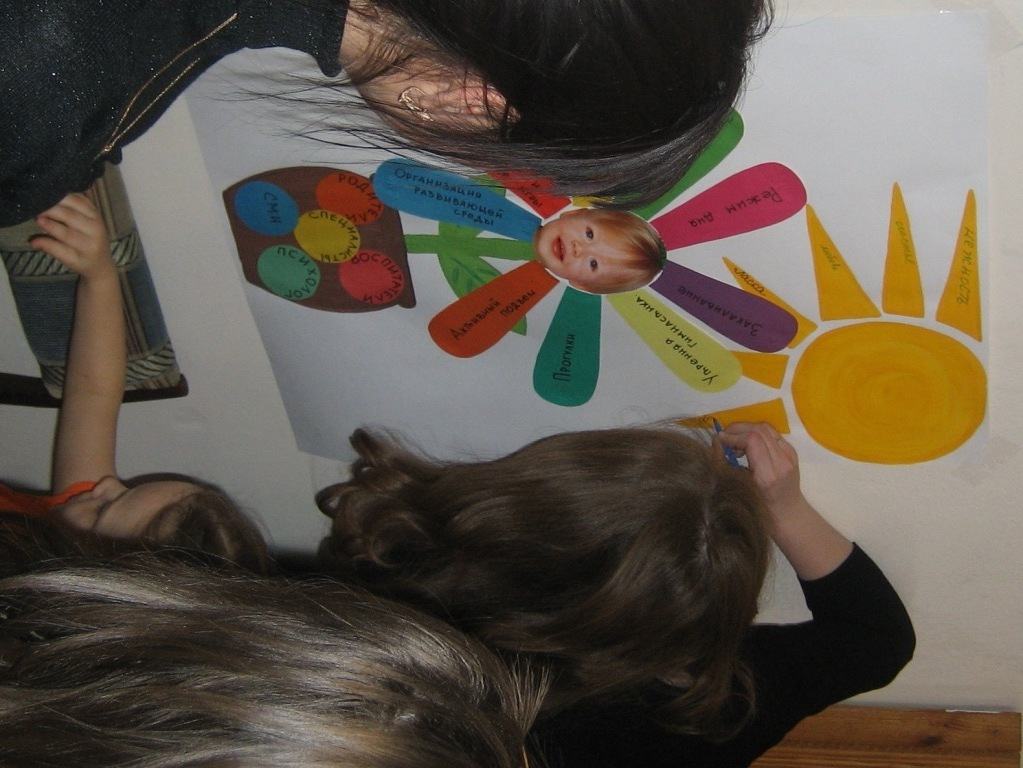 нежность
Режим дня
Закаливание
Утренняя
Гимнастика
Прогулки
Активный
подъем
Организация
развивающей
среды
РОДИТЕЛИ
СМИ
СПЕЦИАЛИСТЫ
ВОСПИТАТЕЛИ
ПСИХОЛОГ